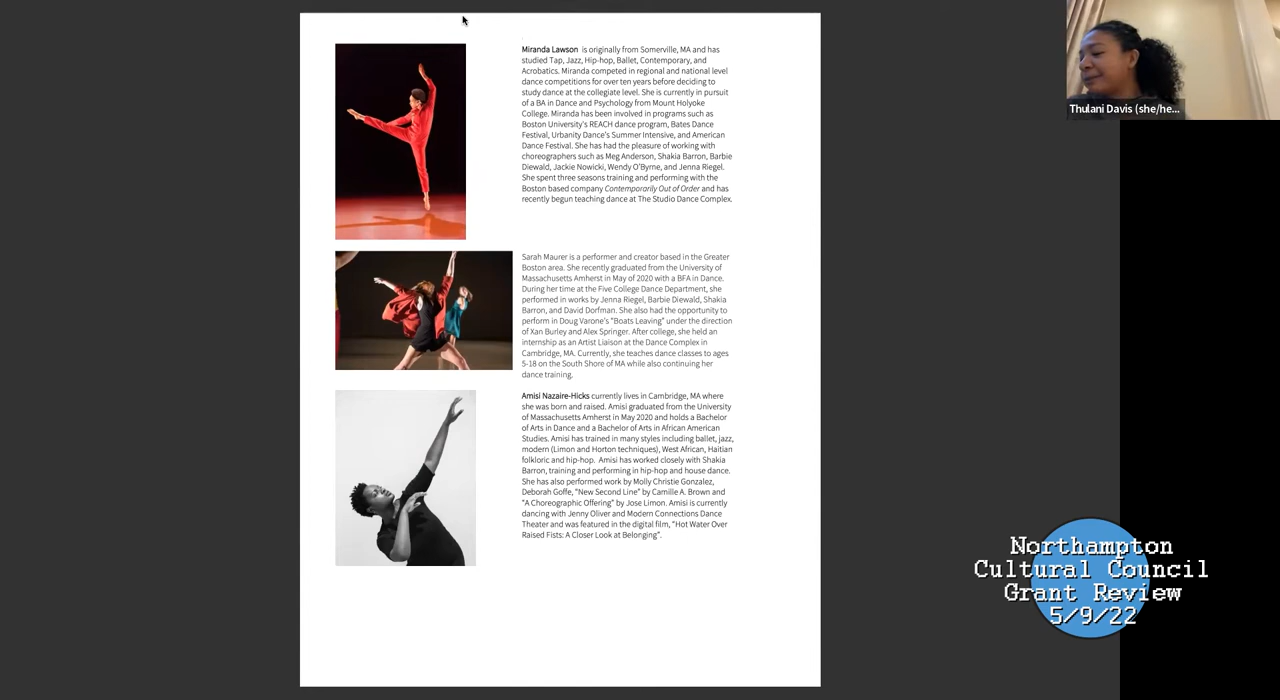 Miranda Lawson is originally from Somerville, MA and has
studied Tap, Jazz, Hip-hop, Ballet, Contemporary, and
Acrobatics. Miranda competed in regional and national level
dance competitions for over ten years before deciding to
study dance at the collegiate level. She is currently in pursuit
of a BA in Dance and Psychology from Mount Holyoke
College. Miranda has been involved in programs such as
Boston University's REACH dance program, Bates Dance
Festival, Urbanity Dance's Summer Intensive, and American
Dance Festival. She has had the pleasure of working with
choreographers such as Meg Anderson, Shakia Barron, Barbie
Diewald, Jackie Nowicki, Wendy O'Byrne, and Jenna Riegel.
She spent three seasons training and performing with the
Boston based company Contemporarily Out of Order and has
recently begun teaching dance at The Studio Dance Complex.
Sarah Maurer is a performer and creator based in the Greater
Boston area. She recently graduated from the University of
Massachusetts Amherst in May of 2020 with a BFA in Dance.
During her time at the Five College Dance Department, she
performed in works by Jenna Riegel, Barbie Diewald, Shakia
Barron, and David Dorfman. She also had the opportunity to
perform in Doug Varone's "Boats Leaving" under the direction
of Xan Burley and Alex Springer. After college, she held an
internship as an Artist Liaison at the Dance Complex in
Cambridge, MA. Currently, she teaches dance classes to ages
5-18 on the South Shore of MA while also continuing her
dance training.
Amisi Nazaire-Hicks currently lives in Cambridge, MA where
she was born and raised. Amisi graduated from the University
of Massachusetts Amherst in May 2020 and holds a Bachelor
of Arts in Dance and a Bachelor of Arts in African American
Studies. Amisi has trained in many styles including ballet, jazz,
modern (Limon and Horton techniques), West African, Haitian
folkloric and hip-hop. Amisi has worked closely with Shakia
Barron, training and performing in hip-hop and house dance.
She has also performed work by Molly Christie Gonzalez,
Deborah Goffe, "New Second Line" by Camille A. Brown and
"A Choreographic Offering" by Jose Limon. Amisi is currently
dancing with Jenny Oliver and Modern Connections Dance
Theater and was featured in the digital film, "Hot Water Over
Raised Fists: A Closer Look at Belonging".
Thulani Davis (she/he...
Northampton
Cultural Council
Grant Review
5/9/22